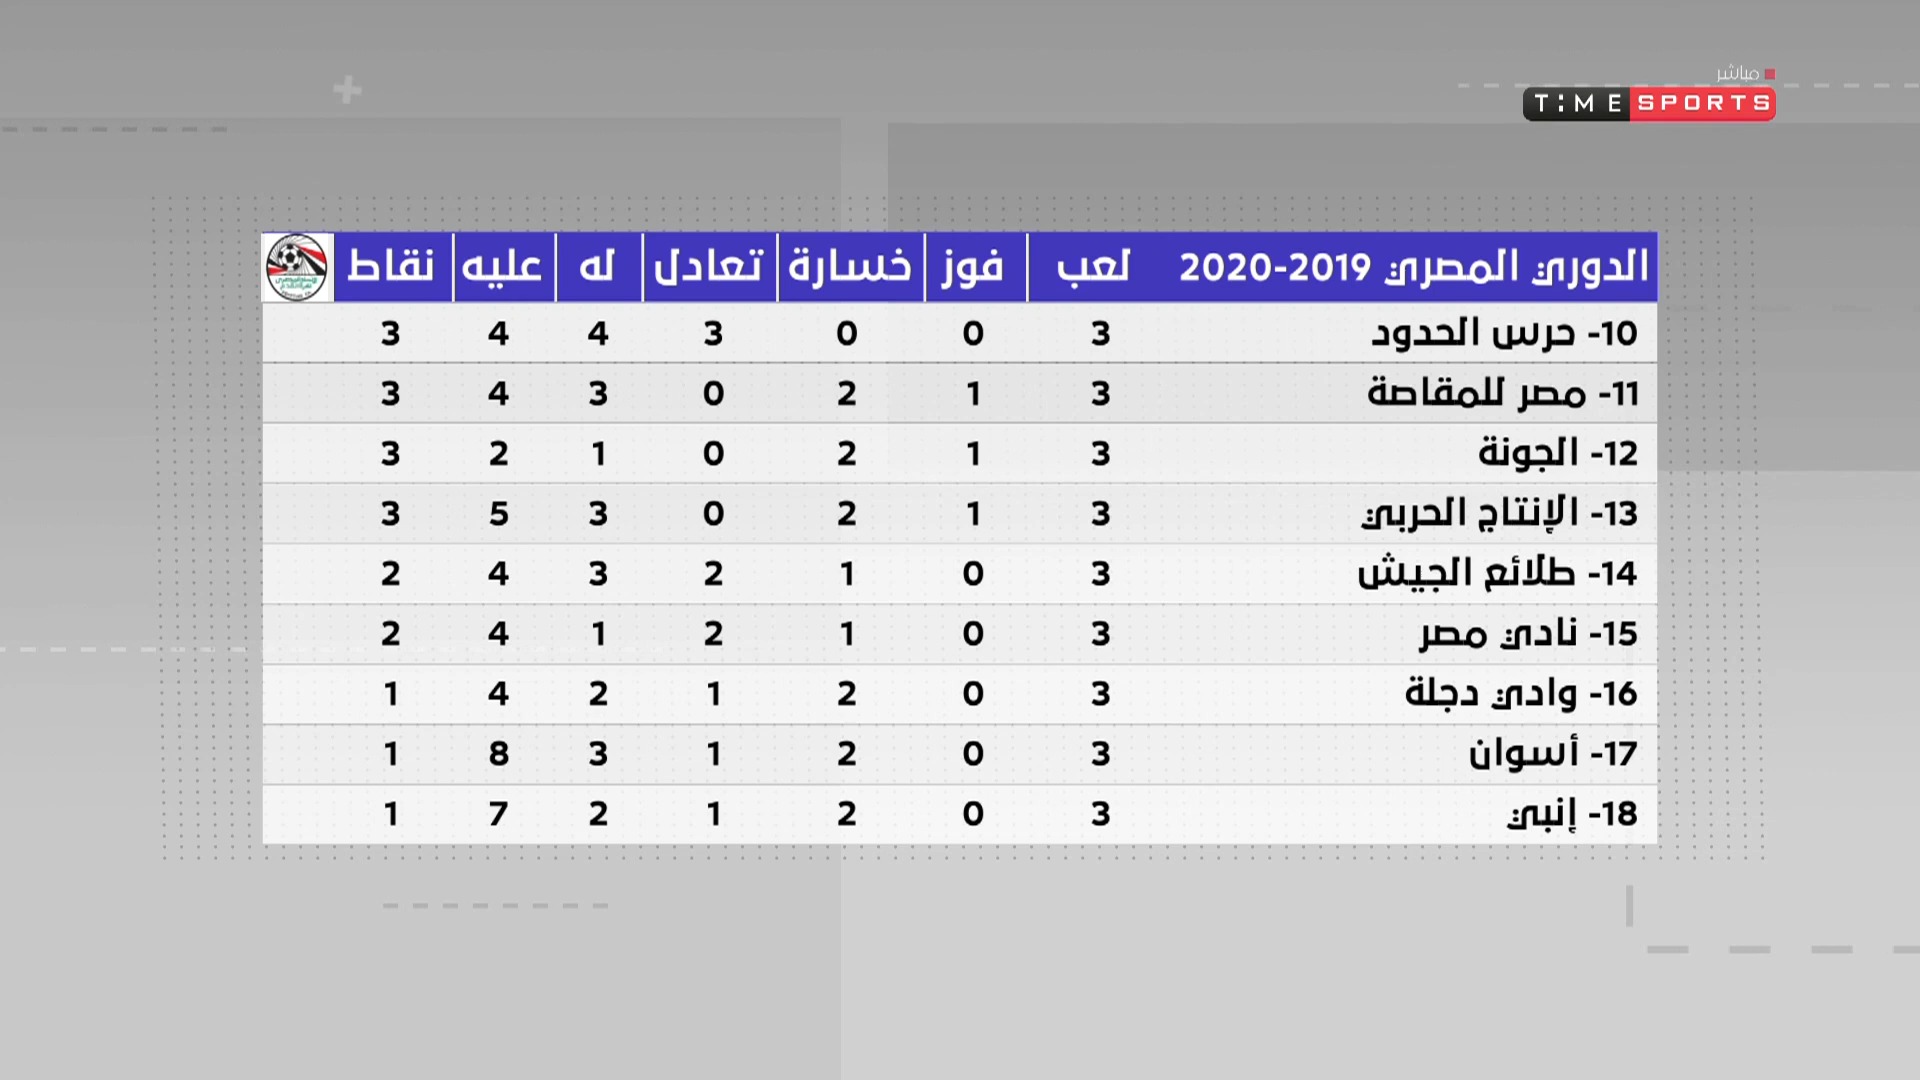 مباشر
TIME SPORTS
الدوري المصري 2019-2020 لعب فوز خسارة تعادل له عليه نقاط
10- حرس الحدود 3 0 0 3 4 4 3
11- مصر للمقاصة 3 1 2 0 3 4 3
12- الجونة 3 1 2 0 1 2 3
13- الإنتاج الحربي 3 1 2 0 3 5 3
14- طلائع الجيش 3 0 1 2 3 4 2
15- نادي مصر 3 0 1 2 1 4 2
16- وادي دجلة 3 0 2 1 2 4 1
17- أسوان 3 0 2 1 3 8 1
18- إنبي 3 0 2 1 2 7 1